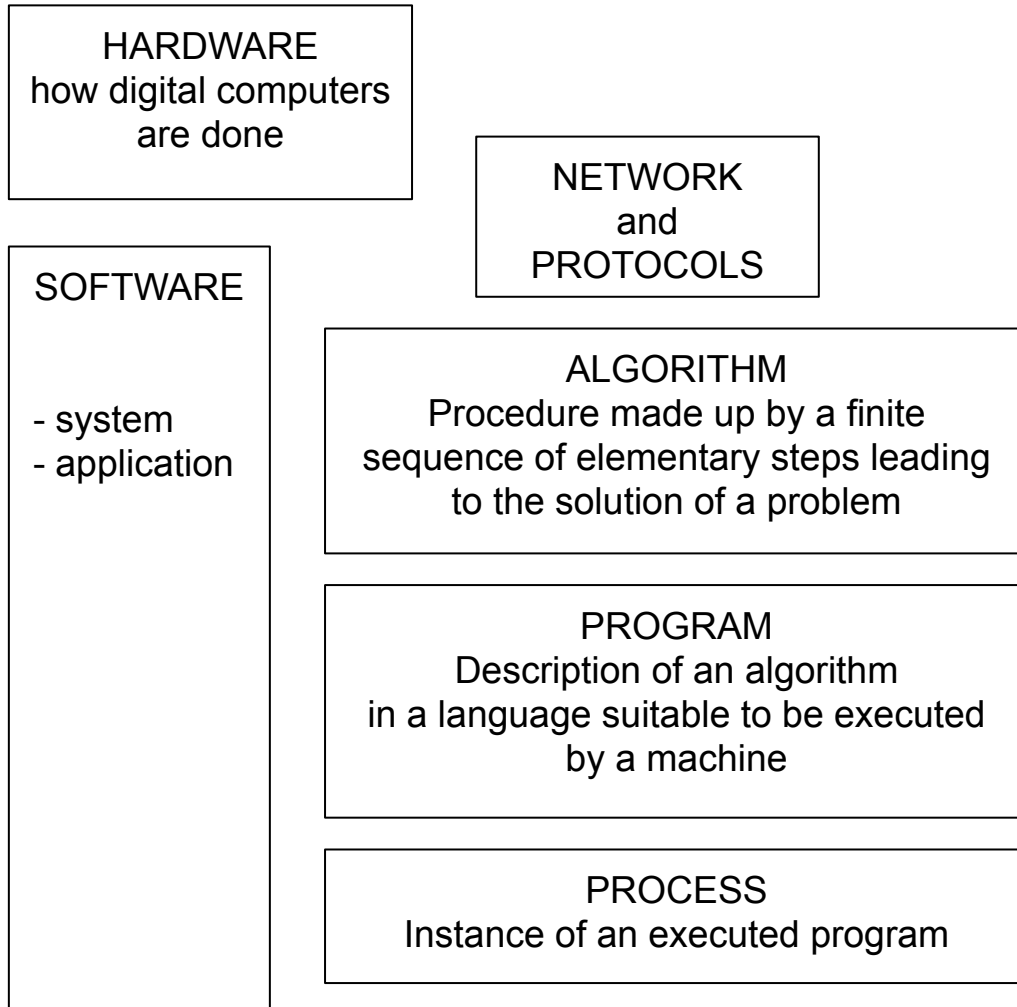 HARDWARE
how digital computers
are done
NETWORK
and
PROTOCOLS
SOFTWARE
- system
- application
ALGORITHM
Procedure made up by a finite
sequence of elementary steps leading
to the solution of a problem
PROGRAM
Description of an algorithm
in a language suitable to be executed
by a machine
PROCESS
Instance of an executed program